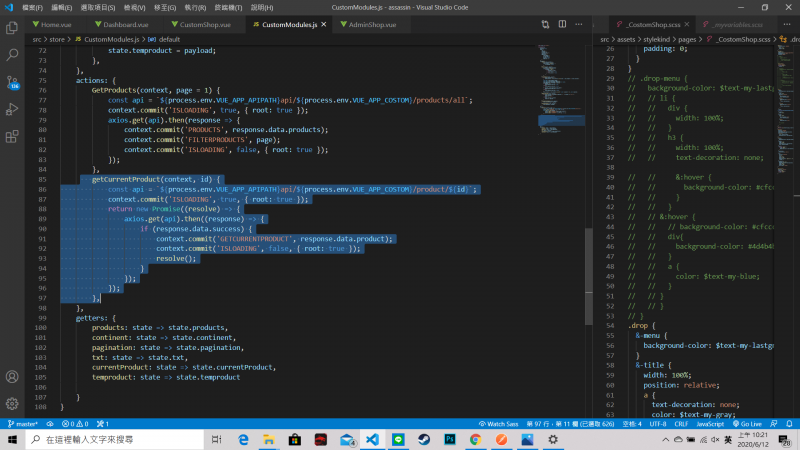 檔案(F) 編輯(E) 選取項目(S) 檢視(V) 移至(G) 執行(R) 終端機(T) 說明(H) CustomModules.js - assassin - Visual Studio Code
Home.vue Dashboard.vue CustomShop.vue CustomModules.js AdminShop.vue
src > store > CustomModules.js > default
72 state.temproduct = payload;
73 },
74 },
75 actions: {
76 GetProducts(context, page = 1) {
77 const api = `${process.env.VUE_APP_APIPATH}api/${process.env.VUE_APP_COSTOM}/products/all`;
78 context.commit('ISLOADING', true, { root: true });
79 axios.get(api).then(response => {
80 context.commit('PRODUCTS', response.data.products);
81 context.commit('FILTERPRODUCTS', page);
82 context.commit('ISLOADING', false, { root: true });
83 });
84 },
85 getCurrentProduct(context, id) {
86 const api = `${process.env.VUE_APP_APIPATH}api/${process.env.VUE_APP_COSTOM}/product/${id}`;
87 context.commit('ISLOADING', true, { root: true });
88 return new Promise((resolve) => {
89 axios.get(api).then((response) => {
90 if (response.data.success) {
91 context.commit('GETCURRENTPRODUCT', response.data.product);
92 context.commit('ISLOADING', false, { root: true });
93 resolve();
94 }
95 });
96 });
97 },
98 },
99 getters: {
100 products: state => state.products,
101 continent: state => state.continent,
102 pagination: state => state.pagination,
103 txt: state => state.txt,
104 currentProduct: state => state.currentProduct,
105 temproduct: state => state.temproduct
106
107 }
108 }
_CostomShop.scss _myvariables.scss
src > assets > stylekind > pages > _CostomShop.scss > .dro
26 padding: 0;
27 }
28 }
29 // .drop-menu {
30 // background-color: $text-my-lastg
31 // // li {
32 // // div {
33 // // width: 100%;
34 // // }
35 // // h3 {
36 // // width: 100%;
37 // // text-decoration: none;
38
39 // // &:hover {
40 // // background-color: #cfcc
41 // // }
42 // // }
43 // // &:hover {
44 // // // background-color: #cfccc
45 // // div{
46 // // background-color: #4d4b4
47 // // }
48 // // a {
49 // // color: $text-my-blue;
50 // // }
51 // // }
52 // // }
53 // }
54 .drop {
55 &-menu {
56 background-color: $text-my-lastgr
57 }
58 &-title {
59 width: 100%;
60 position: relative;
61 a {
62 text-decoration: none;
63 color: $text-my-gray;
master* 0 0 1 Watch Sass 第 97 行，第 11 欄 (已選取 626) 空格: 4 UTF-8 CRLF JavaScript Go Live
在這裡輸入文字來搜尋
英 上午 10:21
2020/6/12
28